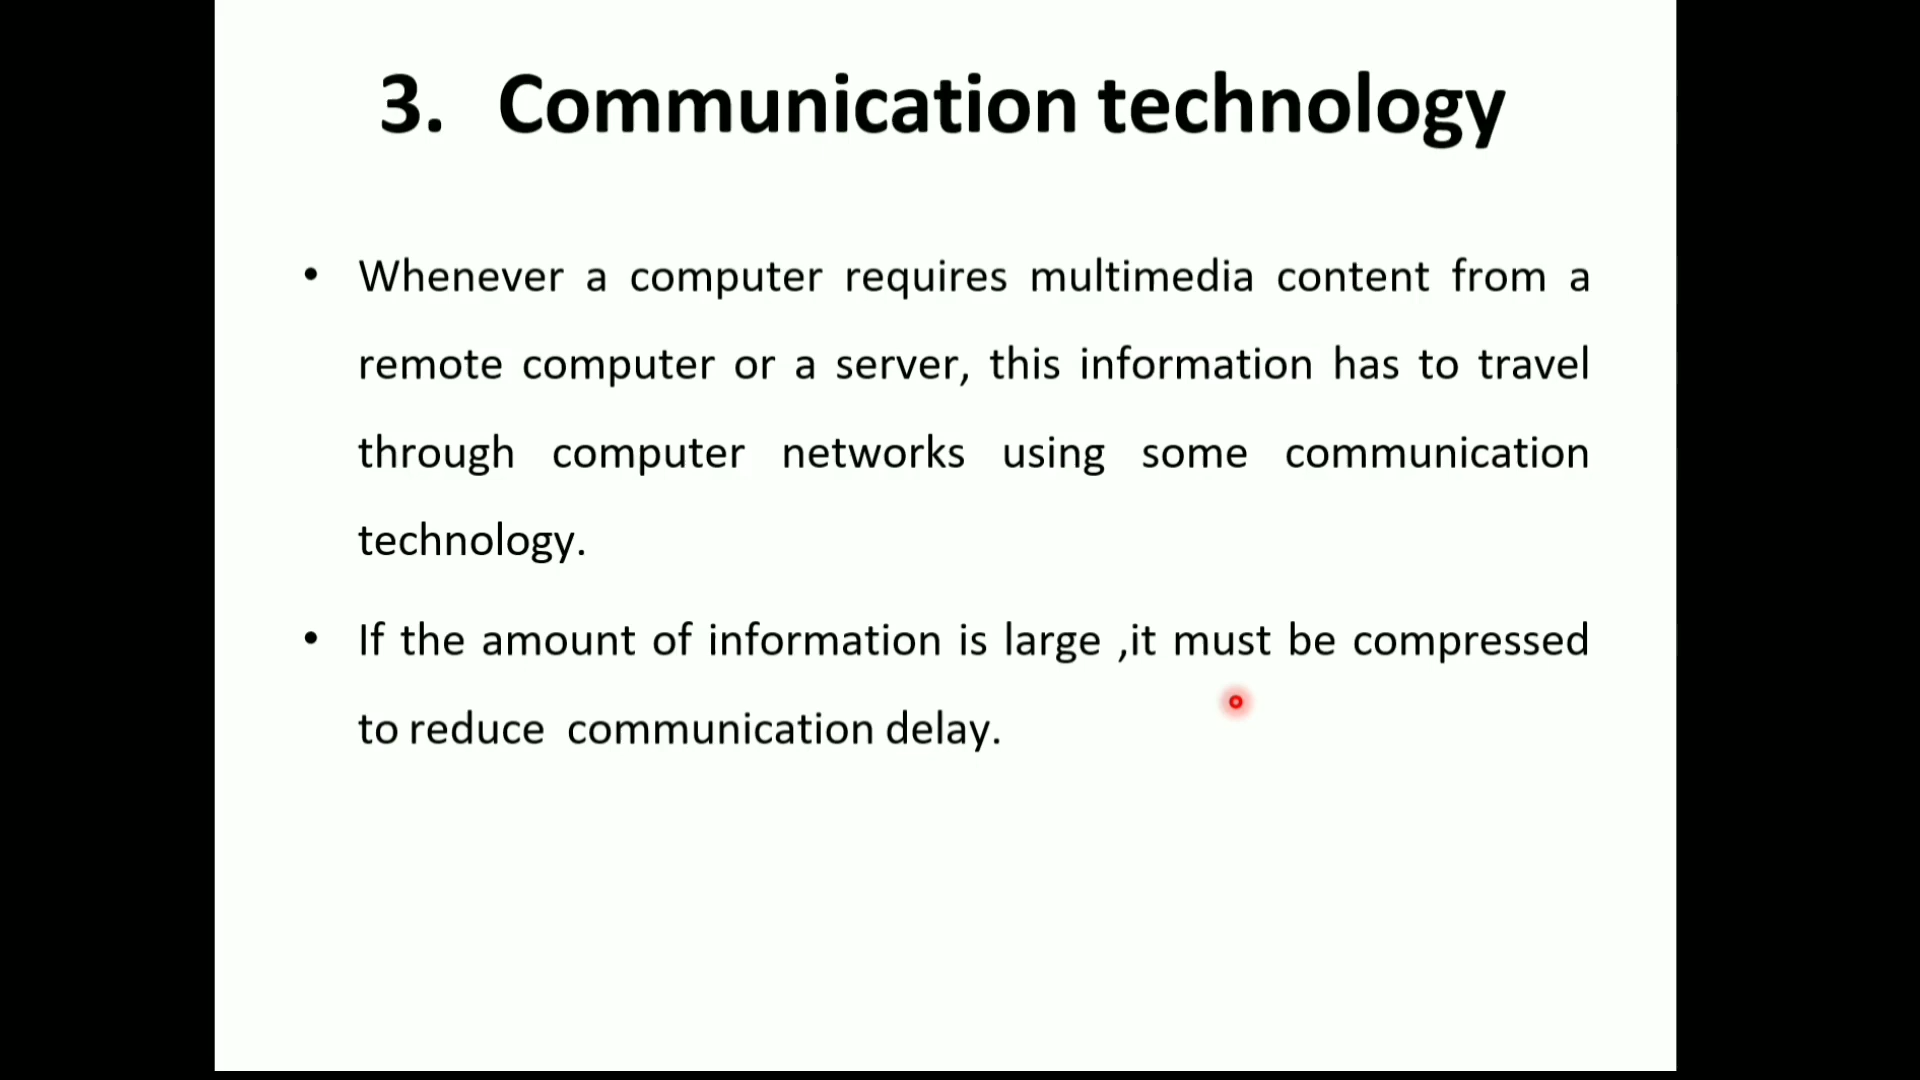 3. Communication technology
• Whenever a computer requires multimedia content from a
remote computer or a server, this information has to travel
through computer networks using some communication
technology.
• If the amount of information is large ,it must be compressed
to reduce  communication delay.